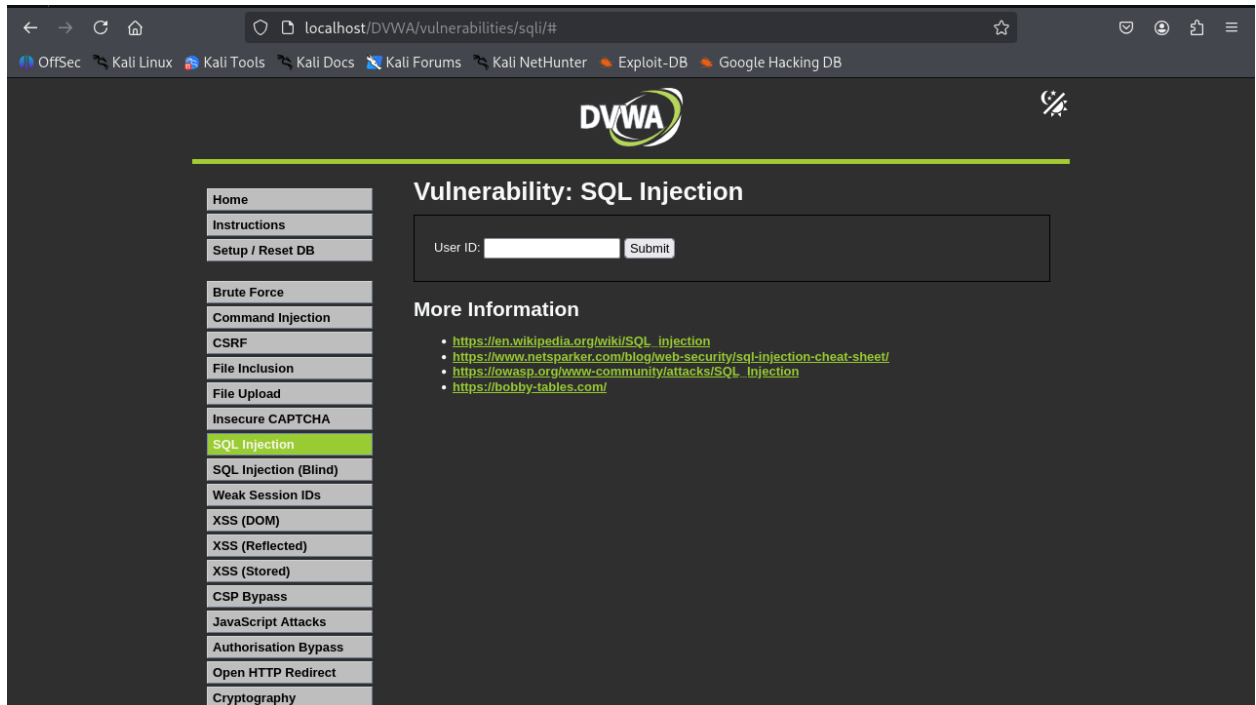 localhost/DVWA/vulnerabilities/sqli/#
OffSec Kali Linux Kali Tools Kali Docs Kali Forums Kali NetHunter Exploit-DB Google Hacking DB
DVWA
Home
Instructions
Setup / Reset DB
Brute Force
Command Injection
CSRF
File Inclusion
File Upload
Insecure CAPTCHA
SQL Injection
SQL Injection (Blind)
Weak Session IDs
XSS (DOM)
XSS (Reflected)
XSS (Stored)
CSP Bypass
JavaScript Attacks
Authorisation Bypass
Open HTTP Redirect
Cryptography
Vulnerability: SQL Injection
User ID: Submit
More Information
https://en.wikipedia.org/wiki/SQL_injection
https://www.netsparker.com/blog/web-security/sql-injection-cheat-sheet/
https://owasp.org/www-community/attacks/SQL_Injection
https://bobby-tables.com/